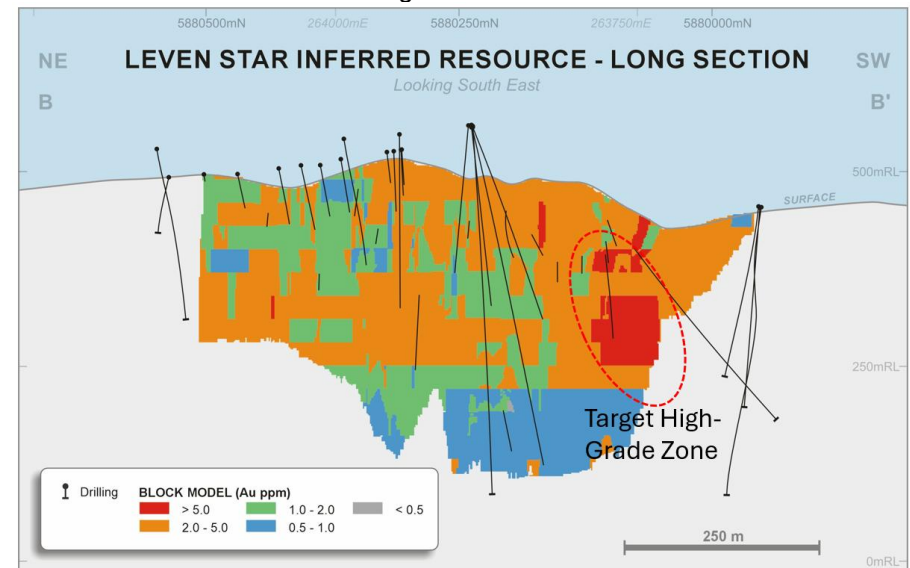 5880500mN 264000mE 5880250mN 263750mE 5880000mN
NE LEVEN STAR INFERRED RESOURCE - LONG SECTION SW
Looking South East
B B'
500mRL
SURFACE
250mRL
Target High-
Grade Zone
Drilling BLOCK MODEL (Au ppm)
> 5.0 1.0 - 2.0 < 0.5
2.0 - 5.0 0.5 - 1.0
250 m
0mRL